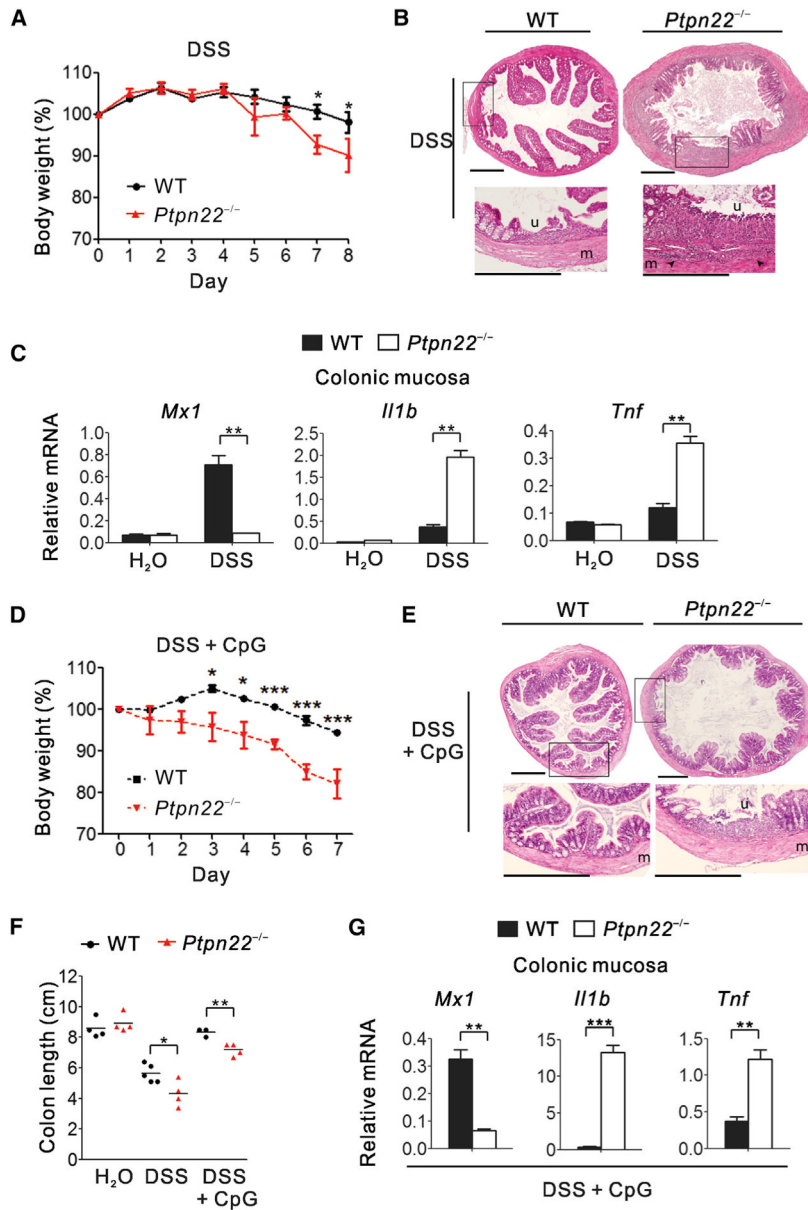 A
DSS
Body weight (%)
110
100
90
80
70
WT
Ptpn22⁻/⁻
* *
0 1 2 3 4 5 6 7 8
Day
B
WT Ptpn22⁻/⁻
DSS
u u
m m
WT Ptpn22⁻/⁻
C
Colonic mucosa
Mx1 Il1b Tnf
Relative mRNA
1.0
0.8
0.6
0.4
0.2
0.0
**
H₂O DSS
2.5
2.0
1.5
1.0
0.5
0.0
**
H₂O DSS
0.4
0.3
0.2
0.1
0.0
**
H₂O DSS
D
DSS + CpG
Body weight (%)
110
100
90
80
70
* * *** *** ***
WT
Ptpn22⁻/⁻
0 1 2 3 4 5 6 7
Day
E
WT Ptpn22⁻/⁻
DSS
+ CpG
u
m m
F
WT Ptpn22⁻/⁻
Colon length (cm)
12
10
8
6
4
2
0
* **
H₂O DSS DSS
+ CpG
G
WT Ptpn22⁻/⁻
Colonic mucosa
Mx1 Il1b Tnf
Relative mRNA
0.3
0.2
0.1
0.0
**
15
10
5
0
***
1.5
1.0
0.5
0.0
**
DSS + CpG